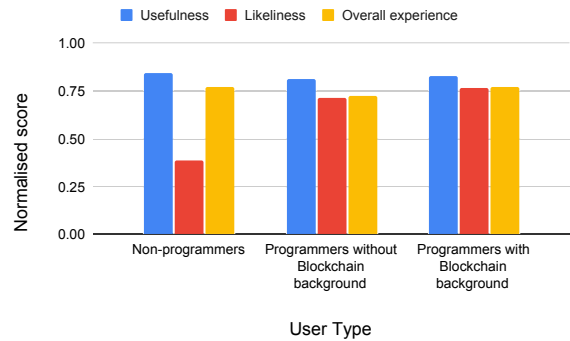 Usefulness Likeliness Overall experience
1.00
0.75
0.50
0.25
0.00
Normalised score
Non-programmers
Programmers without
Blockchain
background
Programmers with
Blockchain
background
User Type